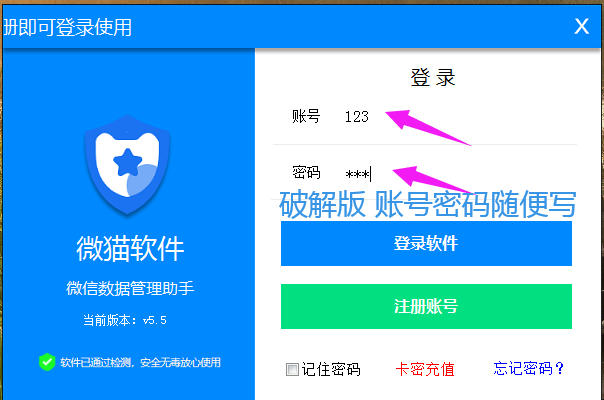 册即可登录使用
X
登录
账号 123
密码 ***
破解版 账号密码随便写
微猫软件
登录软件
微信数据管理助手
注册账号
当前版本：v5.5
软件已通过检测，安全无毒放心使用
记住密码 卡密充值 忘记密码？